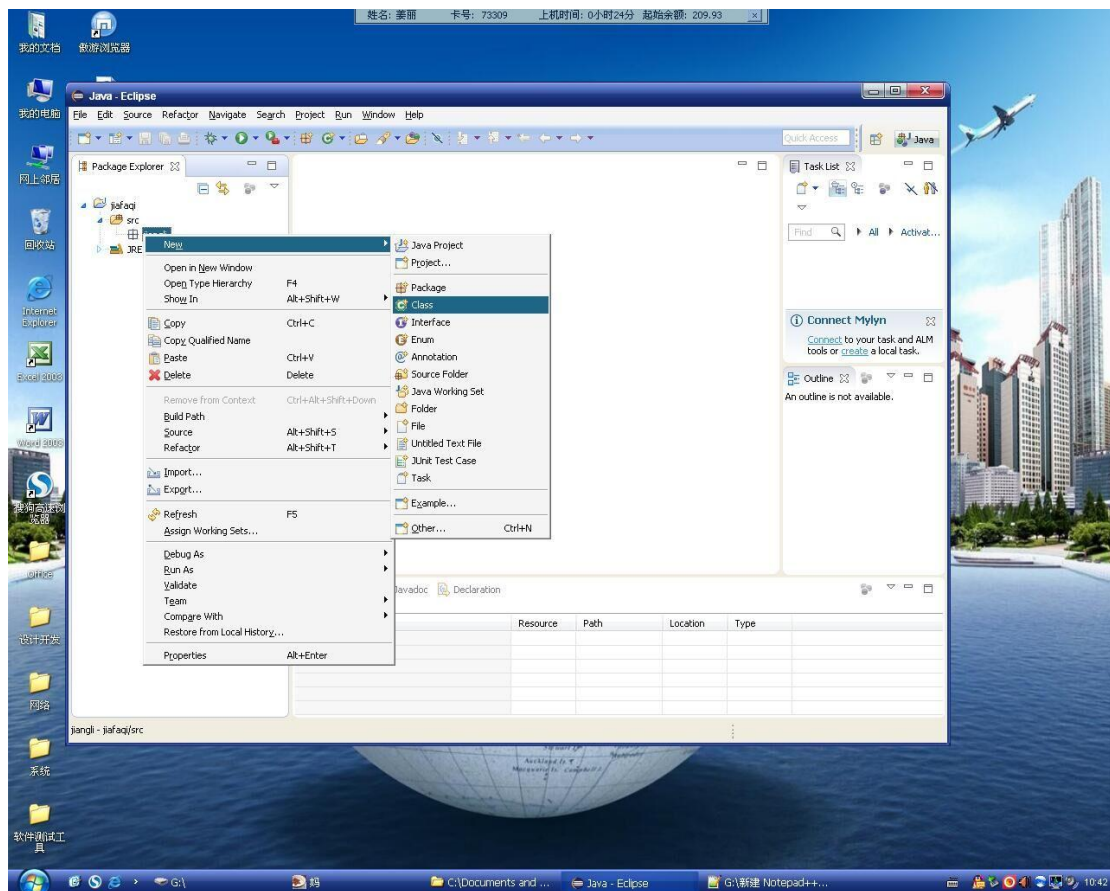 姓名: 姜丽 卡号: 73309 上机时间: 0小时24分 起始余额: 209.93
我的文档
傲游浏览器
我的电脑
网上邻居
回收站
Internet Explorer
Excel 2003
Word 2003
搜狗高速浏览器
Office
设计开发
网络
系统
软件测试工具
Java - Eclipse
File Edit Source Refactor Navigate Search Project Run Window Help
Quick Access
Java
Package Explorer
jiafaqi
src
JRE
New
Open in New Window
Open Type Hierarchy F4
Show In Alt+Shift+W
Copy Ctrl+C
Copy Qualified Name
Paste Ctrl+V
Delete Delete
Remove from Context Ctrl+Alt+Shift+Down
Build Path
Source Alt+Shift+S
Refactor Alt+Shift+T
Import...
Export...
Refresh F5
Assign Working Sets...
Debug As
Run As
Validate
Team
Compare With
Restore from Local History...
Properties Alt+Enter
Java Project
Project...
Package
Class
Interface
Enum
Annotation
Source Folder
Java Working Set
Folder
File
Untitled Text File
JUnit Test Case
Task
Example...
Other... Ctrl+N
Task List
Find All Activat...
Connect Mylyn
Connect to your task and ALM
tools or create a local task.
Outline
An outline is not available.
Javadoc Declaration
Resource Path Location Type
jiangli - jiafaqi/src
G:\
妈
C:\Documents and ...
Java - Eclipse
G:\新建 Notepad++...
10:42